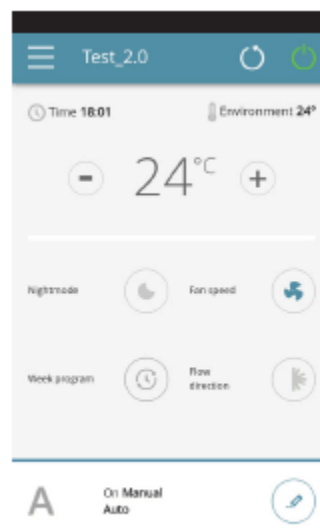 Test_2.0
Time 18:01 Environment 24°
- 24°C +
Nightmode Fan speed
Week program Flow direction
A On Manual
Auto